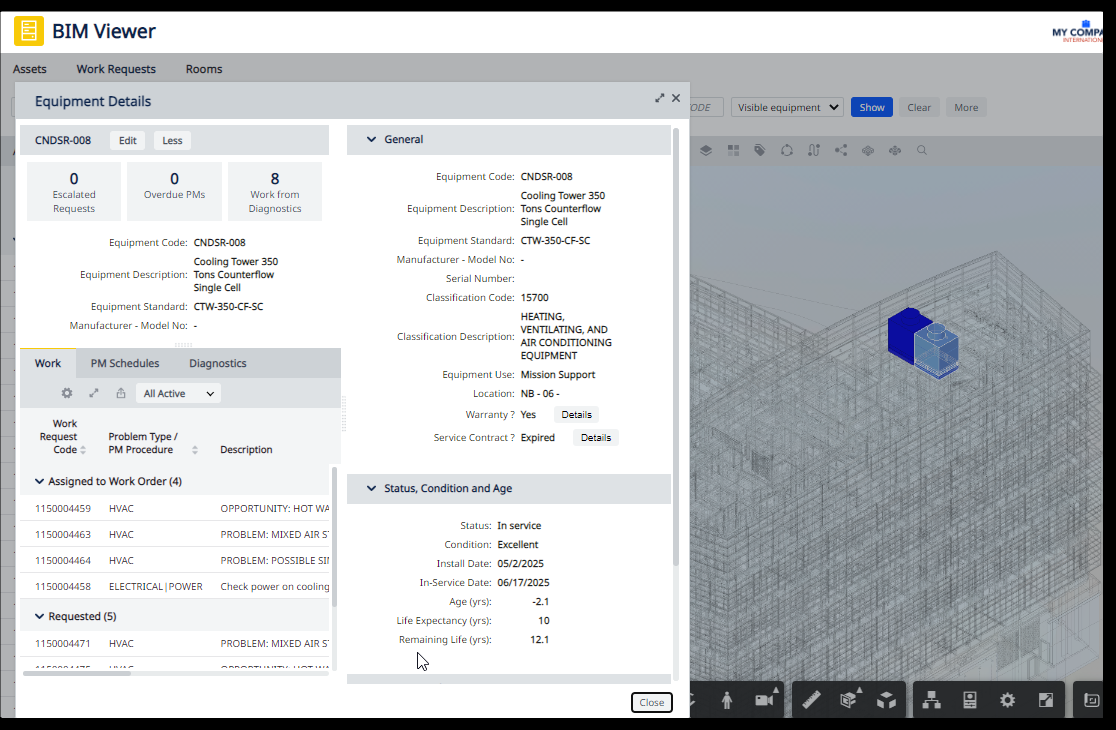 BIM Viewer
MY COMPA
INTERNATION
Assets Work Requests Rooms
Equipment Details
CODE Visible equipment Show Clear More
CNDSR-008 Edit Less
0 Escalated Requests
0 Overdue PMs
8 Work from Diagnostics
Equipment Code: CNDSR-008
Equipment Description: Cooling Tower 350
Tons Counterflow
Single Cell
Equipment Standard: CTW-350-CF-SC
Manufacturer - Model No: -
Work PM Schedules Diagnostics
All Active
Work Request Code Problem Type / PM Procedure Description
Assigned to Work Order (4)
1150004459 HVAC OPPORTUNITY: HOT WA
1150004463 HVAC PROBLEM: MIXED AIR S
1150004464 HVAC PROBLEM: POSSIBLE SI
1150004458 ELECTRICAL|POWER Check power on cooling
Requested (5)
1150004471 HVAC PROBLEM: MIXED AIR S
General
Equipment Code: CNDSR-008
Equipment Description: Cooling Tower 350
Tons Counterflow
Single Cell
Equipment Standard: CTW-350-CF-SC
Manufacturer - Model No: -
Serial Number:
Classification Code: 15700
Classification Description: HEATING,
VENTILATING, AND
AIR CONDITIONING
EQUIPMENT
Equipment Use: Mission Support
Location: NB - 06 -
Warranty ? Yes Details
Service Contract ? Expired Details
Status, Condition and Age
Status: In service
Condition: Excellent
Install Date: 05/2/2025
In-Service Date: 06/17/2025
Age (yrs): -2.1
Life Expectancy (yrs): 10
Remaining Life (yrs): 12.1
Close